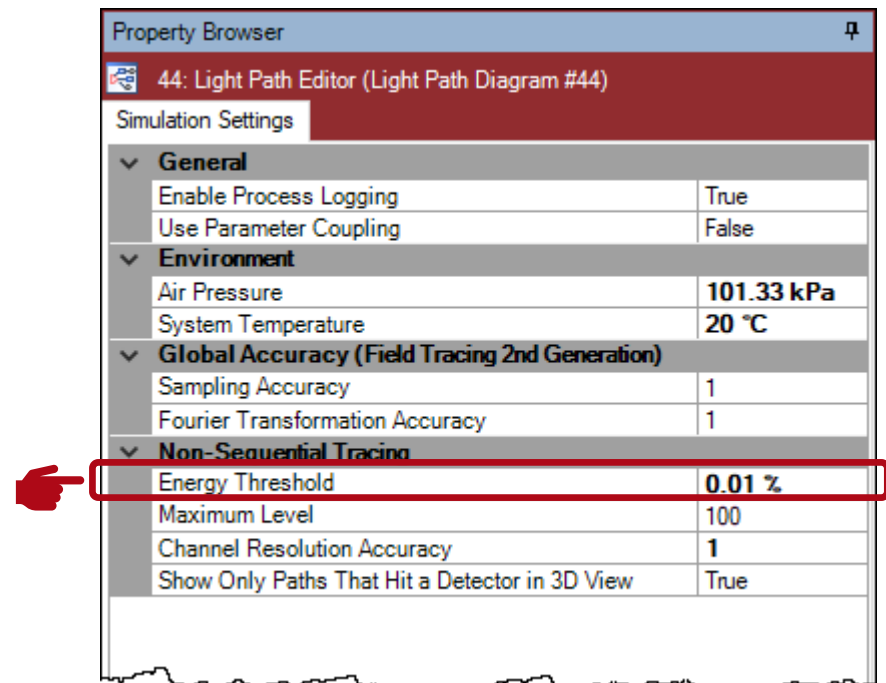 Property Browser
44: Light Path Editor (Light Path Diagram #44)
Simulation Settings
General
Enable Process Logging True
Use Parameter Coupling False
Environment
Air Pressure 101.33 kPa
System Temperature 20 °C
Global Accuracy (Field Tracing 2nd Generation)
Sampling Accuracy 1
Fourier Transformation Accuracy 1
Non-Sequential Tracing
Energy Threshold 0.01 %
Maximum Level 100
Channel Resolution Accuracy 1
Show Only Paths That Hit a Detector in 3D View True